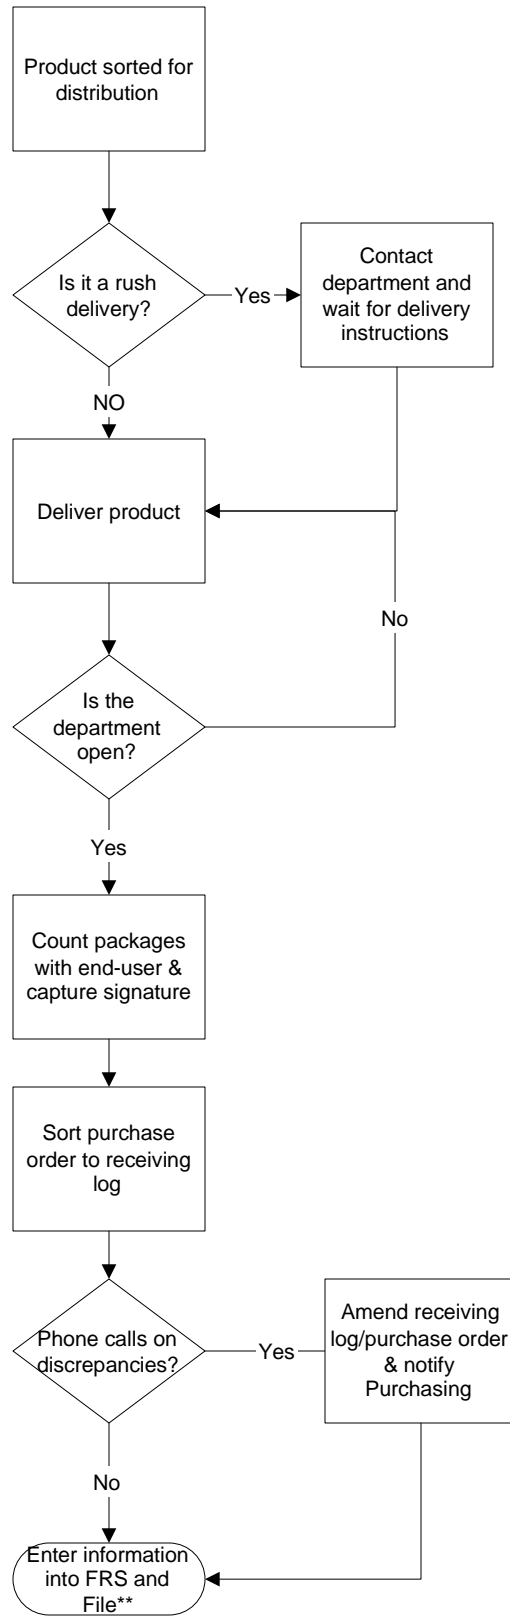 Product sorted for
distribution
Is it a rush
delivery?
Yes
Contact
department and
wait for delivery
instructions
NO
Deliver product
No
Is the
department
open?
Yes
Count packages
with end-user &
capture signature
Sort purchase
order to receiving
log
Phone calls on
discrepancies?
Yes
Amend receiving
log/purchase order
& notify
Purchasing
No
Enter information
into FRS and
File**